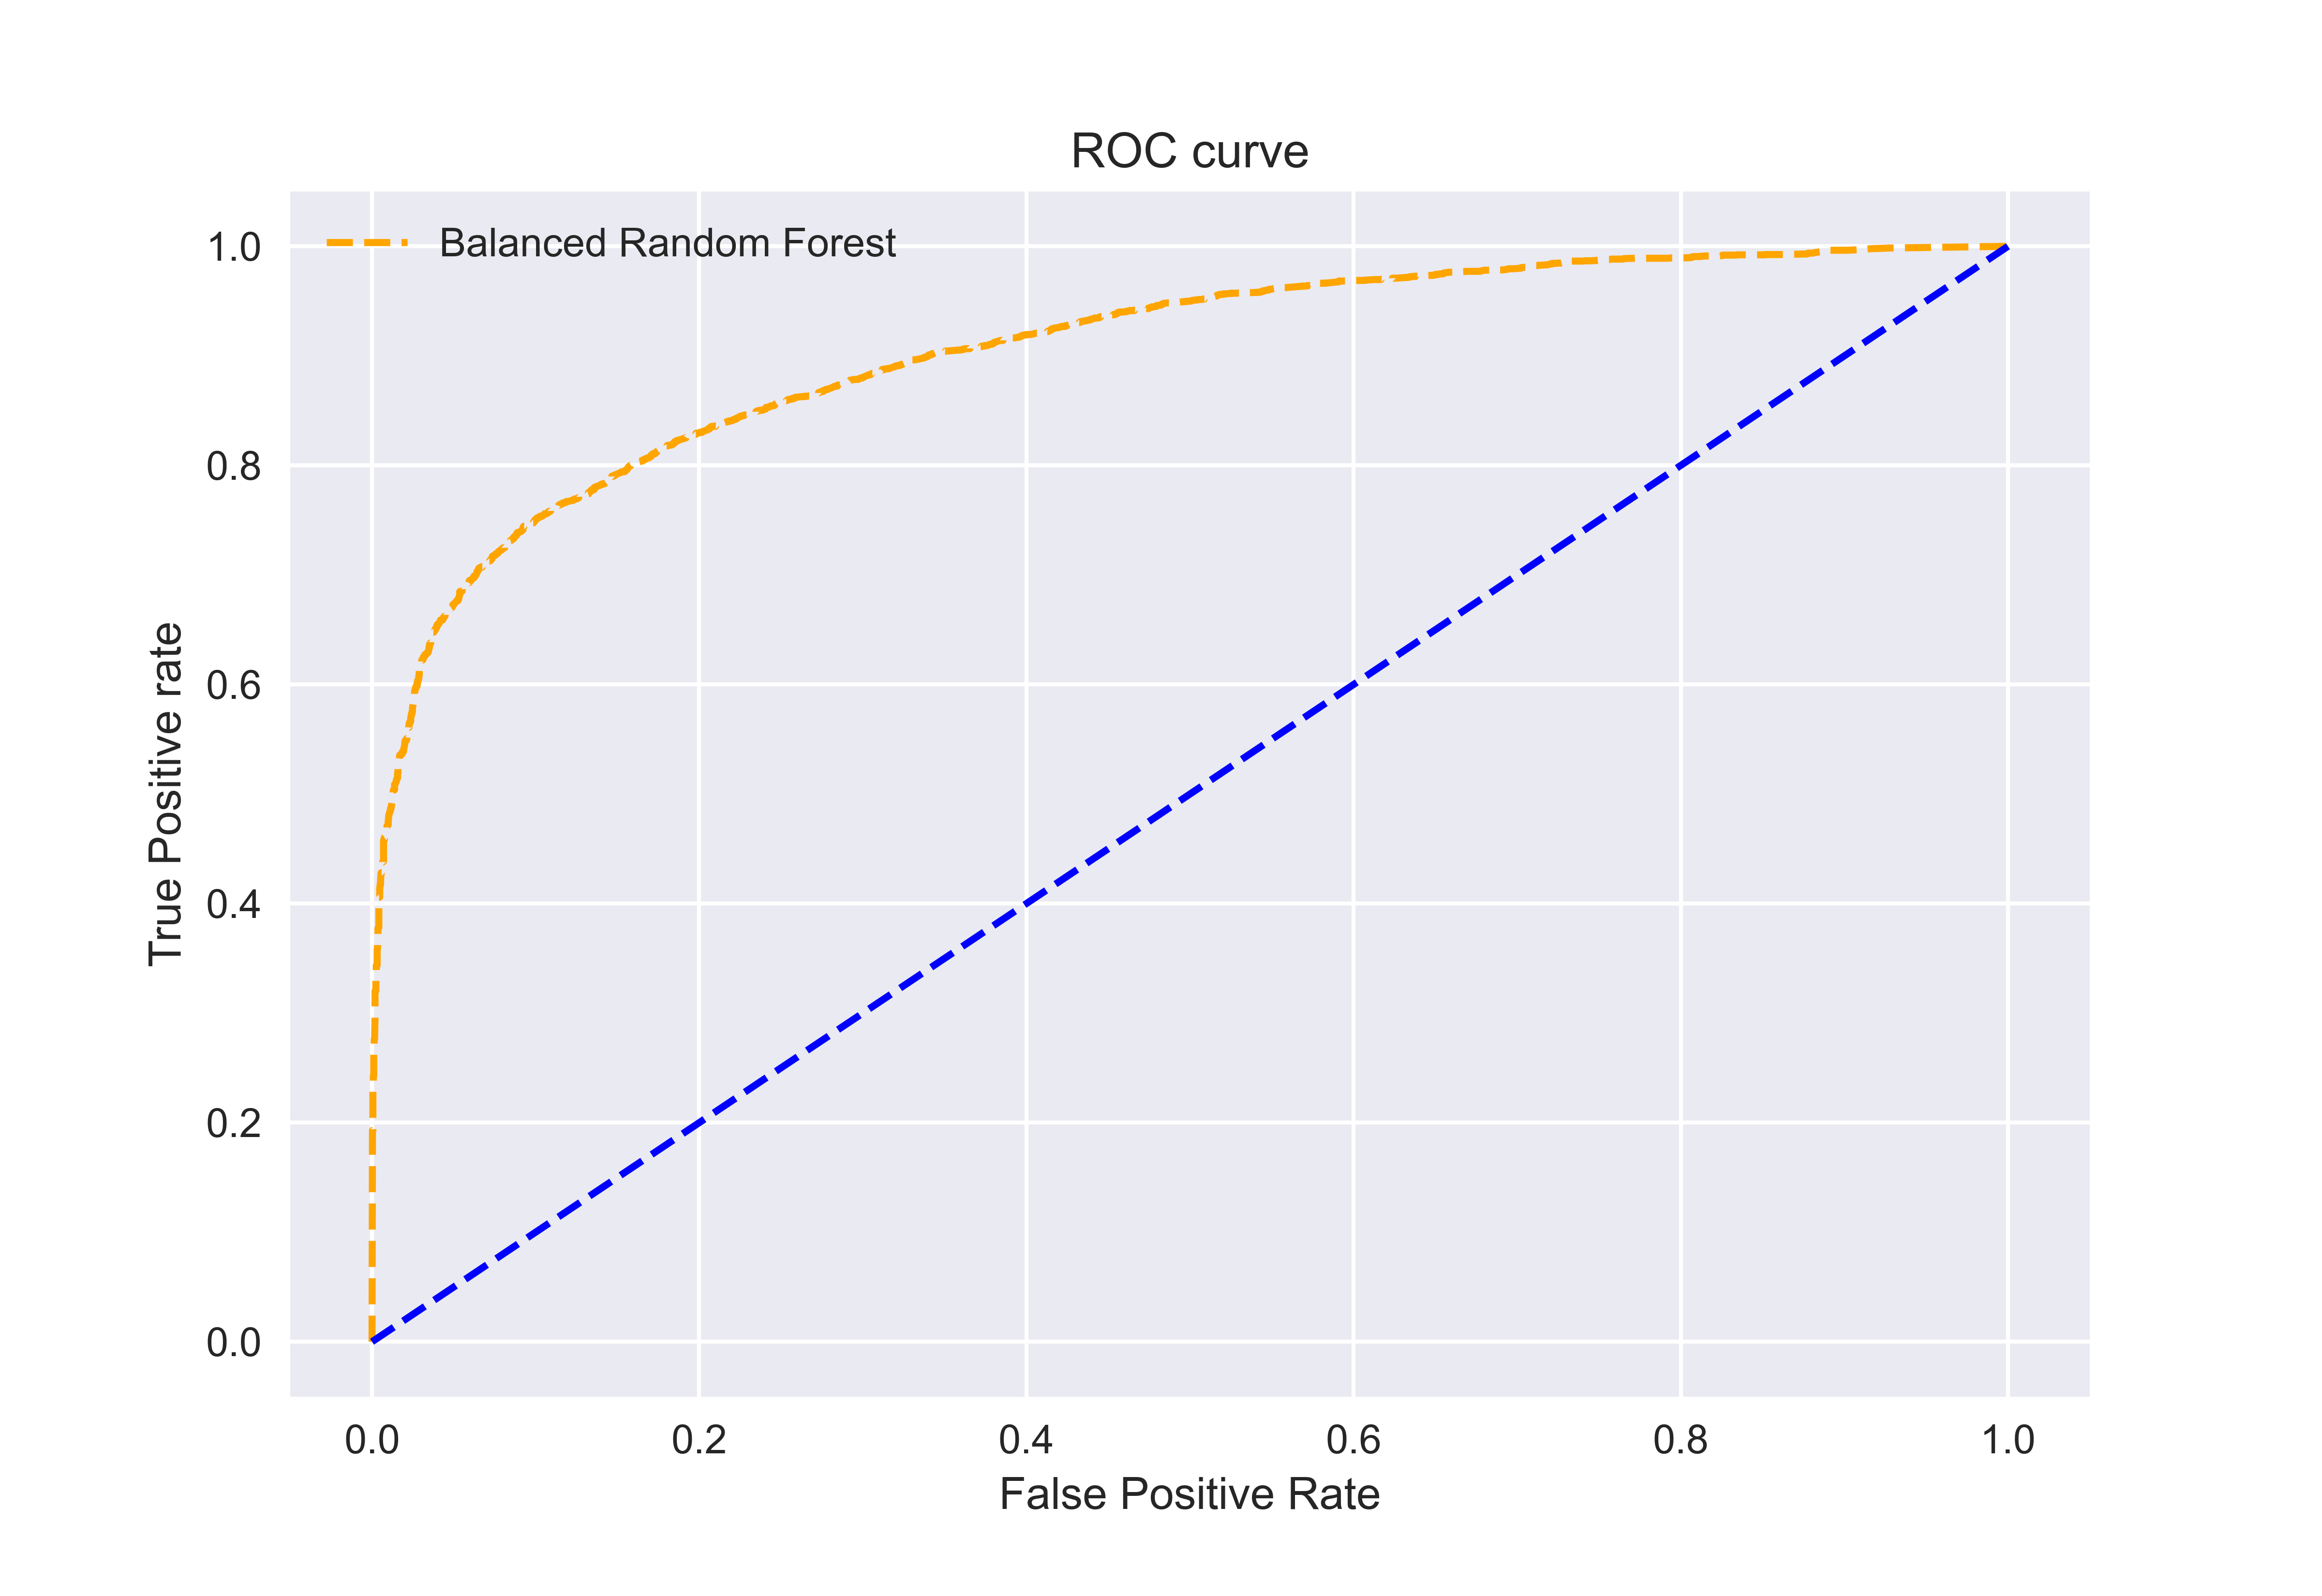 ROC curve
Balanced Random Forest
1.0
0.8
0.6
0.4
0.2
0.0
True Positive rate
0.0 0.2 0.4 0.6 0.8 1.0
False Positive Rate